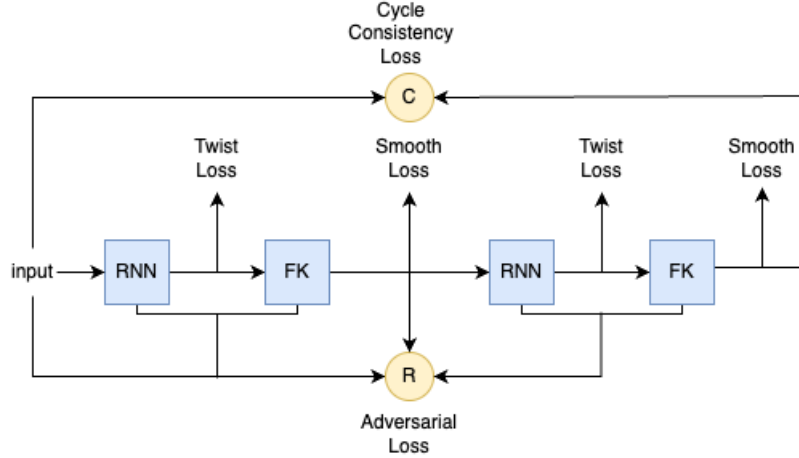 Cycle
Consistency
Loss
C
Twist
Loss
Smooth
Loss
Twist
Loss
Smooth
Loss
input
RNN
FK
RNN
FK
R
Adversarial
Loss